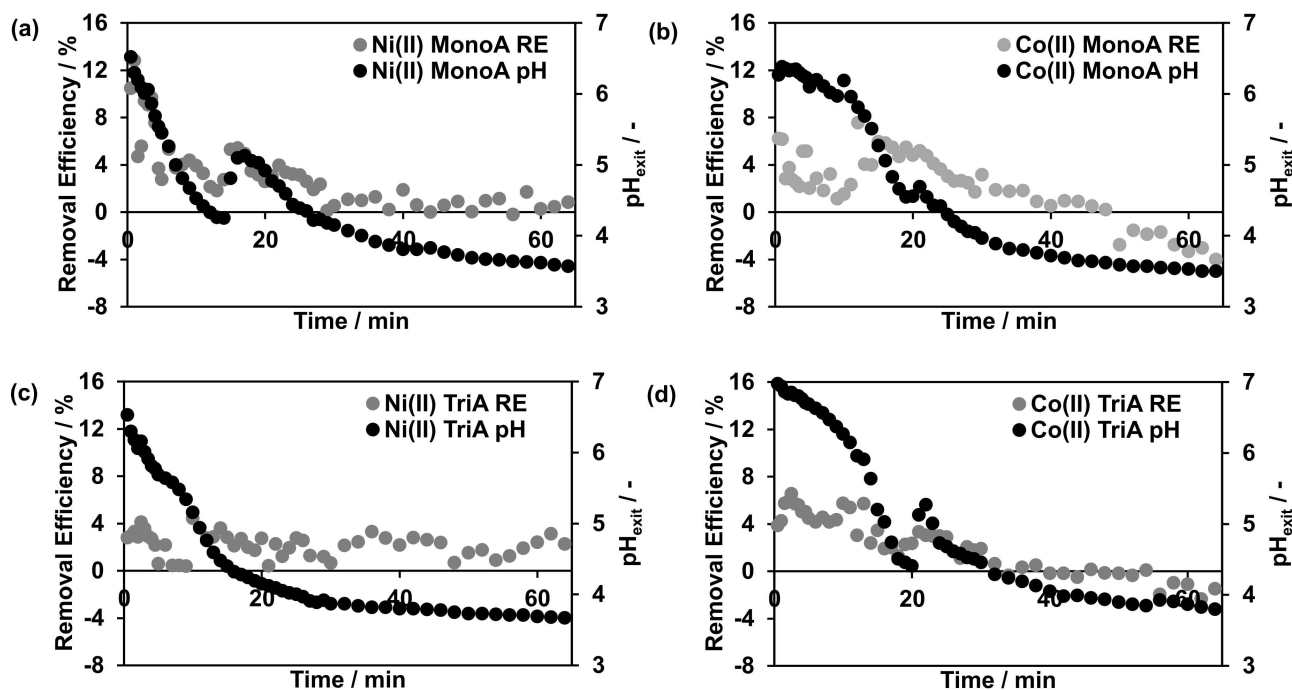 (a)
Removal Efficiency / %
16
12
8
4
0
-4
-8
Ni(II) MonoA RE
Ni(II) MonoA pH
7
6
5
4
3
pHexit / -
0 20 40 60
Time / min
(b)
Removal Efficiency / %
16
12
8
4
0
-4
-8
Co(II) MonoA RE
Co(II) MonoA pH
7
6
5
4
3
pHexit / -
0 20 40 60
Time / min
(c)
Removal Efficiency / %
16
12
8
4
0
-4
-8
Ni(II) TriA RE
Ni(II) TriA pH
7
6
5
4
3
pHexit / -
0 20 40 60
Time / min
(d)
Removal Efficiency / %
16
12
8
4
0
-4
-8
Co(II) TriA RE
Co(II) TriA pH
7
6
5
4
3
pHexit / -
0 20 40 60
Time / min